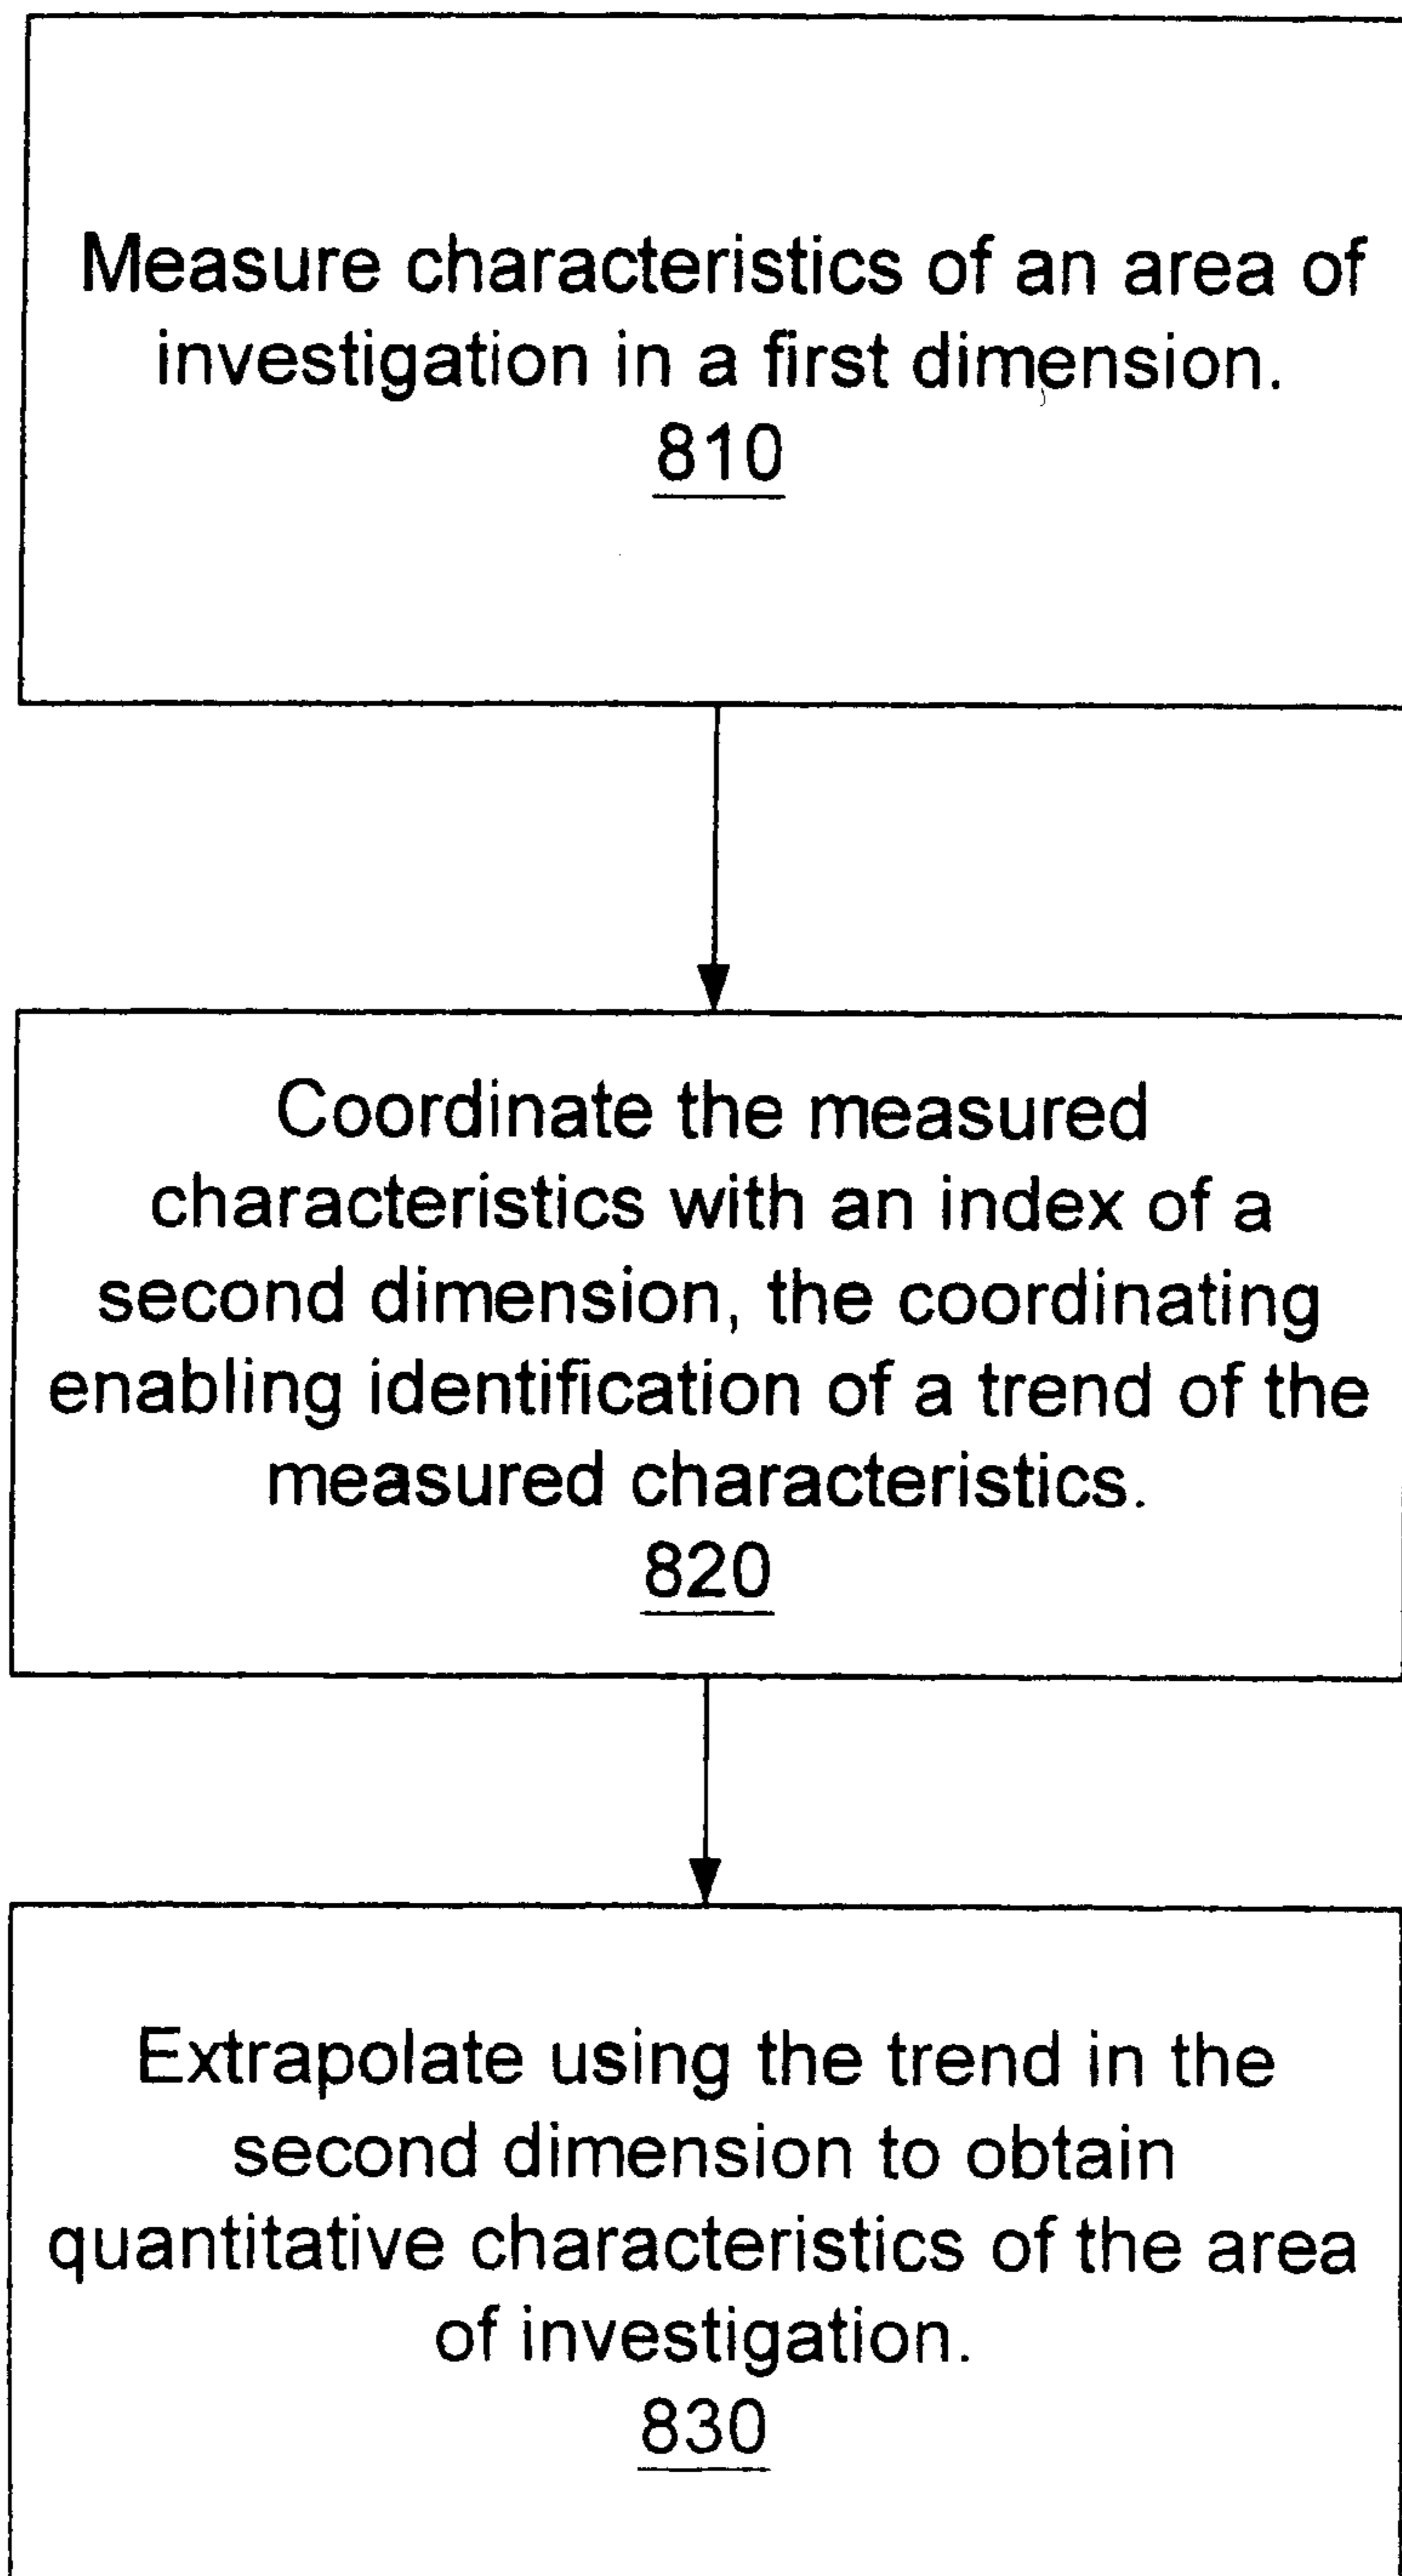 Measure characteristics of an area of
investigation in a first dimension.
810
Coordinate the measured
characteristics with an index of a
second dimension, the coordinating
enabling identification of a trend of the
measured characteristics.
820
Extrapolate using the trend in the
second dimension to obtain
quantitative characteristics of the area
of investigation.
830